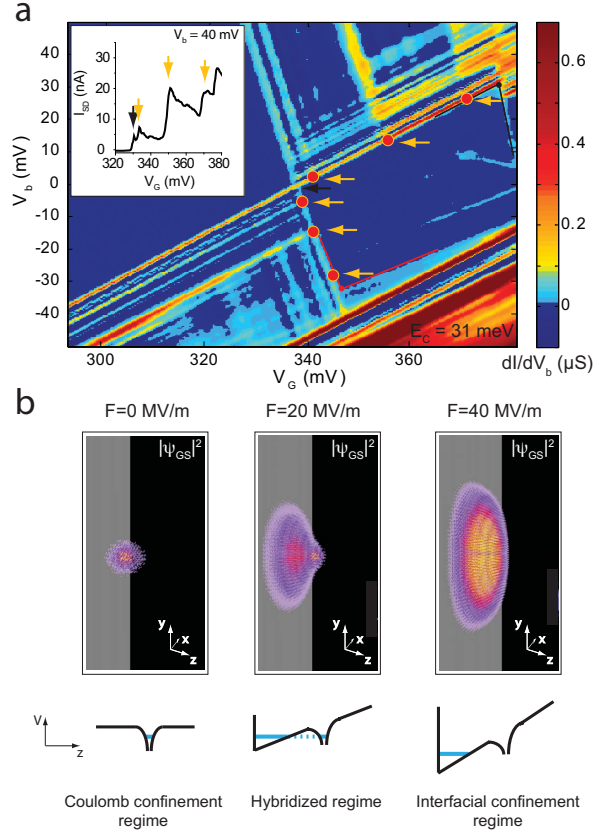 a
V_b = 40 mV
I_SD (nA)
20
10
0
320 340 360 380
V_G (mV)
V_b (mV)
40
30
20
10
0
-10
-20
-30
-40
300
320
340
360
V_G (mV)
E_C = 31 meV
0.6
0.4
0.2
0
dI/dV_b (µS)
b
F=0 MV/m
F=20 MV/m
F=40 MV/m
|Ψ_GS|²
|Ψ_GS|²
|Ψ_GS|²
y
x
z
y
x
z
y
x
z
V
z
Coulomb confinement
regime
Hybridized regime
Interfacial confinement
regime